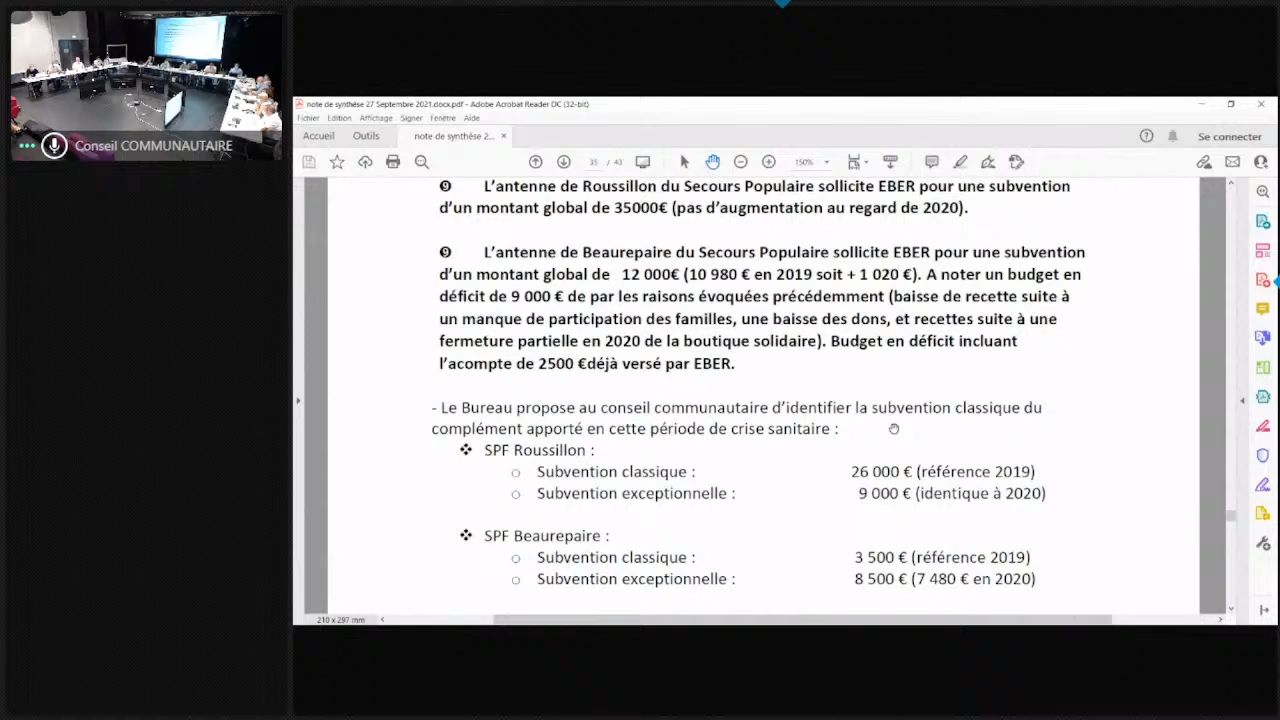 Conseil COMMUNAUTAIRE
note de synthèse 27 Septembre 2021.docx.pdf - Adobe Acrobat Reader DC (32-bit)
Fichier Edition Affichage Signer Fenêtre Aide
Accueil Outils note de synthèse 2... × Se connecter
35 / 43 150%
❾ L’antenne de Roussillon du Secours Populaire sollicite EBER pour une subvention
d’un montant global de 35000€ (pas d’augmentation au regard de 2020).
❾ L’antenne de Beaurepaire du Secours Populaire sollicite EBER pour une subvention
d’un montant global de 12 000€ (10 980 € en 2019 soit + 1 020 €). A noter un budget en
déficit de 9 000 € de par les raisons évoquées précédemment (baisse de recette suite à
un manque de participation des familles, une baisse des dons, et recettes suite à une
fermeture partielle en 2020 de la boutique solidaire). Budget en déficit incluant
l’acompte de 2500 €déjà versé par EBER.
- Le Bureau propose au conseil communautaire d’identifier la subvention classique du
complément apporté en cette période de crise sanitaire :
❖ SPF Roussillon :
o Subvention classique : 26 000 € (référence 2019)
o Subvention exceptionnelle : 9 000 € (identique à 2020)
❖ SPF Beaurepaire :
o Subvention classique : 3 500 € (référence 2019)
o Subvention exceptionnelle : 8 500 € (7 480 € en 2020)
210 x 297 mm